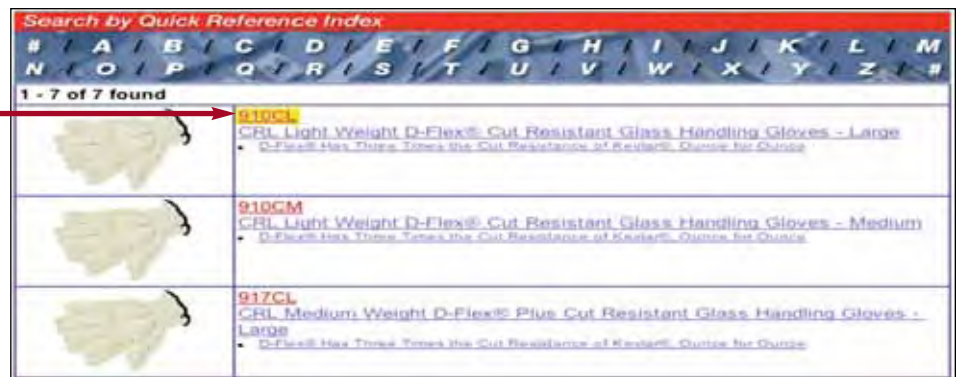 Search by Quick Reference Index
# / A / B / C / D / E / F / G / H / I / J / K / L / M
N / O / P / Q / R / S / T / U / V / W / X / Y / Z / #
1 - 7 of 7 found
910CL
CRL Light Weight D-Flex® Cut Resistant Glass Handling Gloves - Large
• D-Flex® Has Three Times the Cut Resistance of Kevlar®, Ounce for Ounce
910CM
CRL Light Weight D-Flex® Cut Resistant Glass Handling Gloves - Medium
• D-Flex® Has Three Times the Cut Resistance of Kevlar®, Ounce for Ounce
917CL
CRL Medium Weight D-Flex® Plus Cut Resistant Glass Handling Gloves -
Large
• D-Flex® Has Three Times the Cut Resistance of Kevlar®, Ounce for Ounce